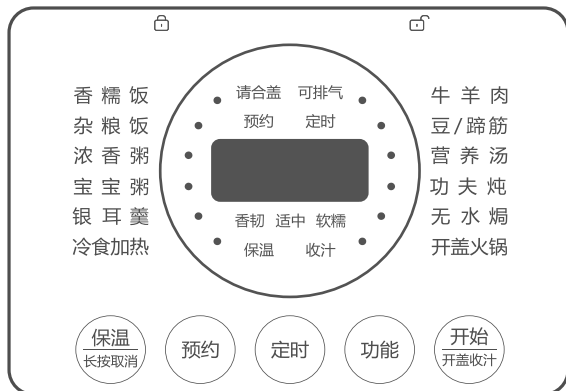 香糯饭
杂粮饭
浓香粥
宝宝粥
银耳羹
冷食加热
请合盖 可排气
预约 定时
香韧 适中 软糯
保温 收汁
牛羊肉
豆/蹄筋
营养汤
功夫炖
无水焗
开盖火锅
保温
长按取消
预约
定时
功能
开始
开盖收汁